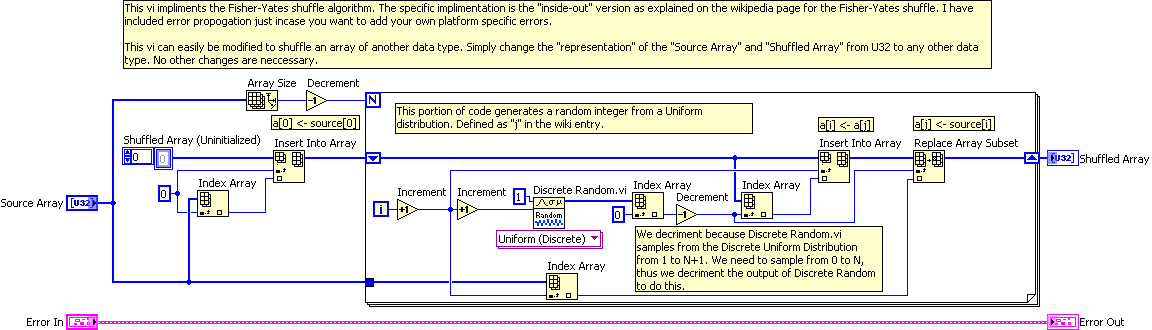 This vi impliments the Fisher-Yates shuffle algorithm. The specific implimentation is the "inside-out" version as explained on the wikipedia page for the Fisher-Yates shuffle. I have
included error propogation just incase you want to add your own platform specific errors.
This vi can easily be modified to shuffle an array of another data type. Simply change the "representation" of the "Source Array" and "Shuffled Array" from U32 to any other data
type. No other changes are neccessary.
Array Size
Decrement
N
This portion of code generates a random integer from a Uniform
distribution. Defined as "j" in the wiki entry.
a[0] <- source[0]
a[i] <- a[j]
a[j] <- source[i]
Shuffled Array (Uninitialized)
0
0
Insert Into Array
Insert Into Array
Replace Array Subset
U32
Shuffled Array
0
Index Array
Source Array
U32
i
Increment
+1
Increment
+1
1
Discrete Random.vi
Random
Uniform (Discrete)
Index Array
0
Decrement
-1
Index Array
We decriment because Discrete Random.vi
samples from the Discrete Uniform Distribution
from 1 to N+1. We need to sample from 0 to N,
thus we decriment the output of Discrete Random
to do this.
Index Array
Error In
Error Out